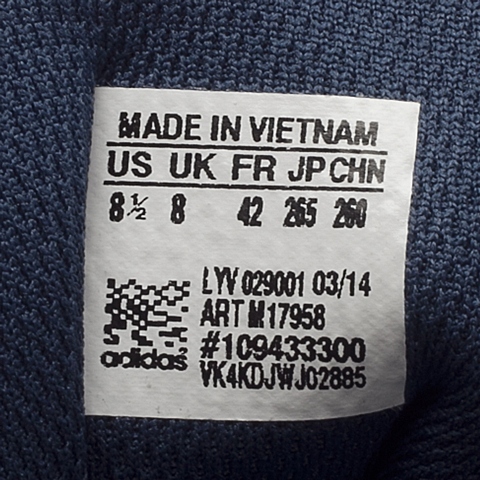 MADE IN VIETNAM
US UK FR JP CHN
8 1/2 8 42 265 260
LYV 029001 03/14
ART M17958
#109433300
VK4KDJWJ02885
adidas